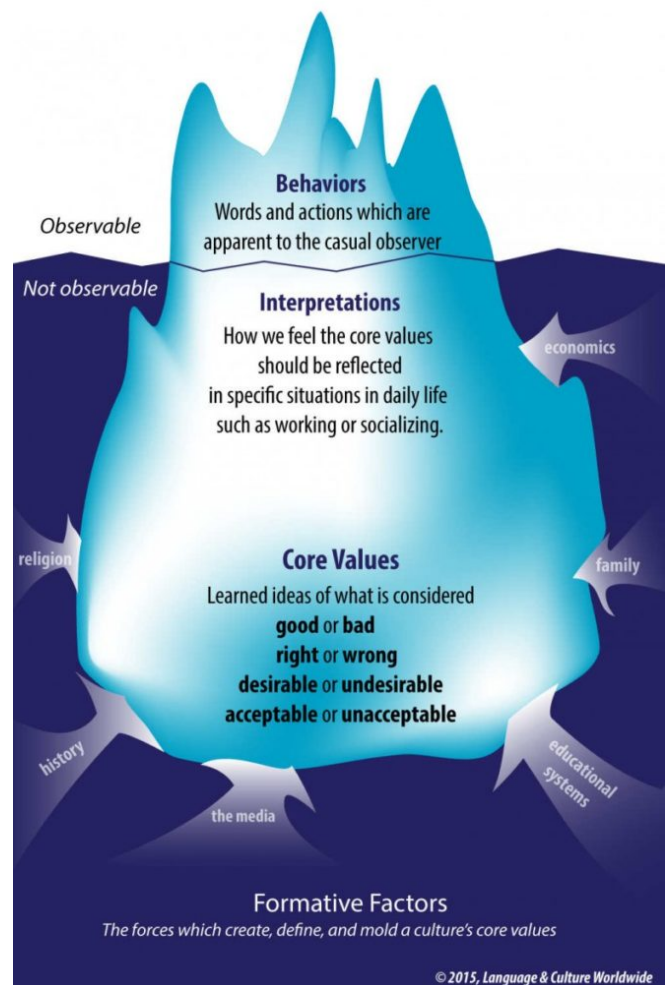 Behaviors
Words and actions which are
apparent to the casual observer
Observable
Not observable
Interpretations
How we feel the core values
should be reflected
in specific situations in daily life
such as working or socializing.
economics
religion
family
Core Values
Learned ideas of what is considered
good or bad
right or wrong
desirable or undesirable
acceptable or unacceptable
history
the media
educational
systems
Formative Factors
The forces which create, define, and mold a culture's core values
© 2015, Language & Culture Worldwide